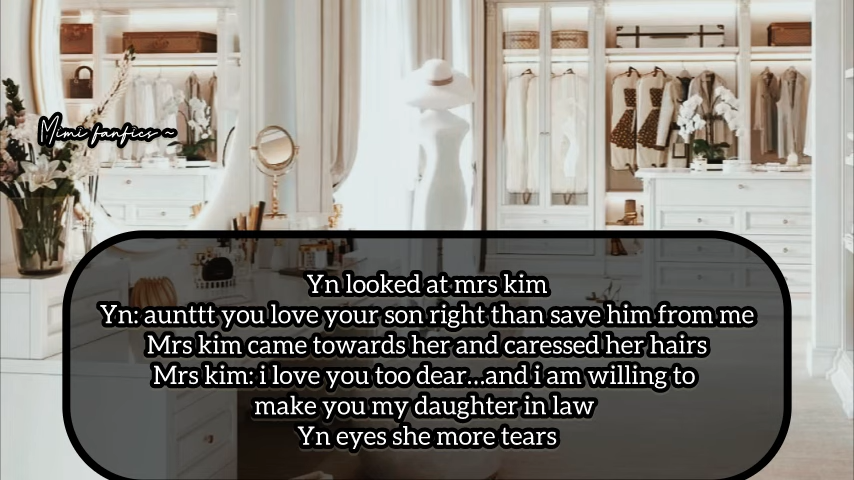 Mimi fanfics ~
Yn looked at mrs kim
Yn: aunttt you love your son right than save him from me
Mrs kim came towards her and caressed her hairs
Mrs kim: i love you too dear...and i am willing to
make you my daughter in law
Yn eyes she more tears